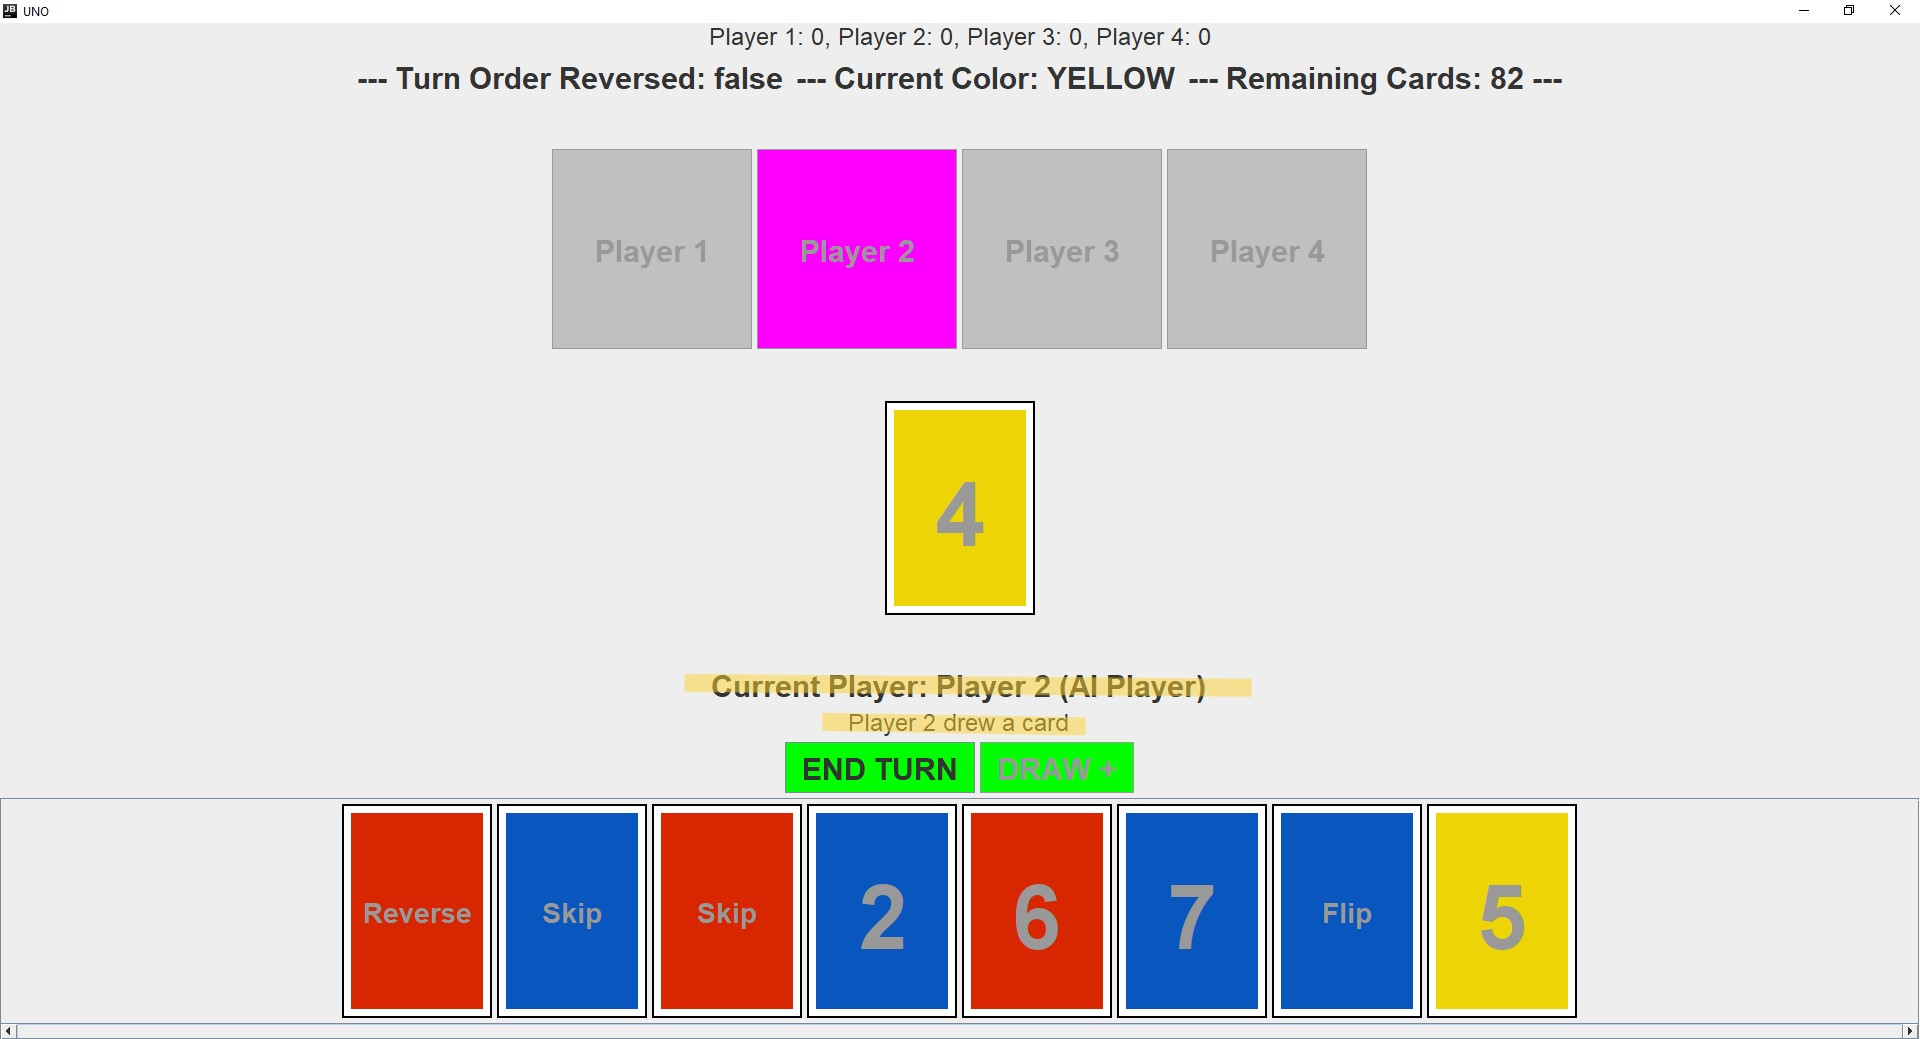 UNO
Player 1: 0, Player 2: 0, Player 3: 0, Player 4: 0
--- Turn Order Reversed: false --- Current Color: YELLOW --- Remaining Cards: 82 ---
Player 1 Player 2 Player 3 Player 4
4
Current Player: Player 2 (AI Player)
Player 2 drew a card
END TURN DRAW +
Reverse Skip Skip 2 6 7 Flip 5